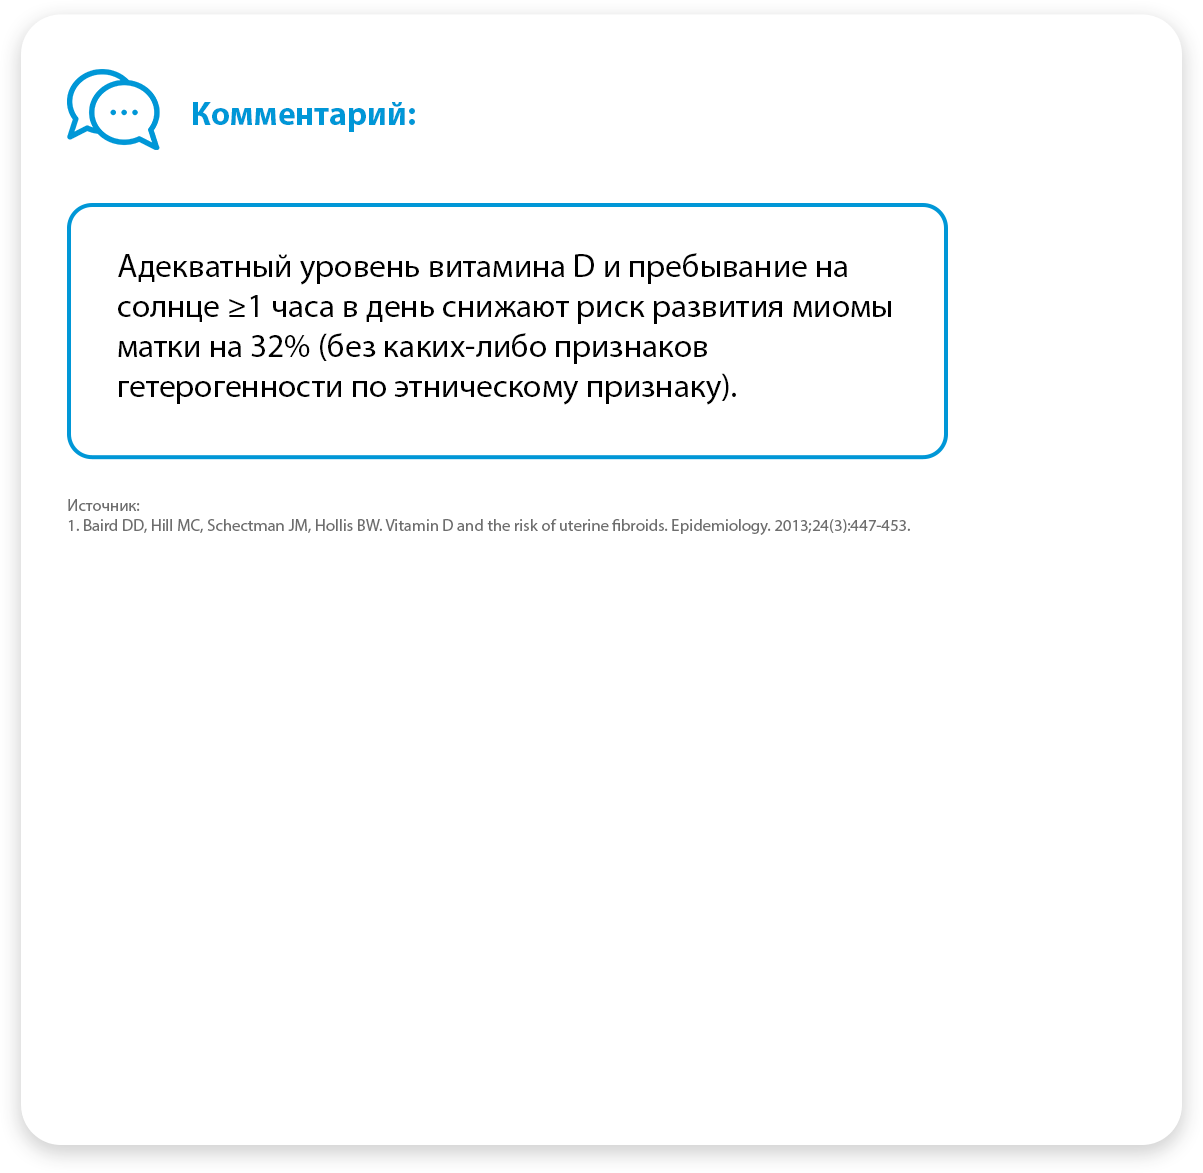 Комментарий:
Адекватный уровень витамина D и пребывание на
солнце ≥1 часа в день снижают риск развития миомы
матки на 32% (без каких-либо признаков
гетерогенности по этническому признаку).
Источник:
1. Baird DD, Hill MC, Schectman JM, Hollis BW. Vitamin D and the risk of uterine fibroids. Epidemiology. 2013;24(3):447-453.